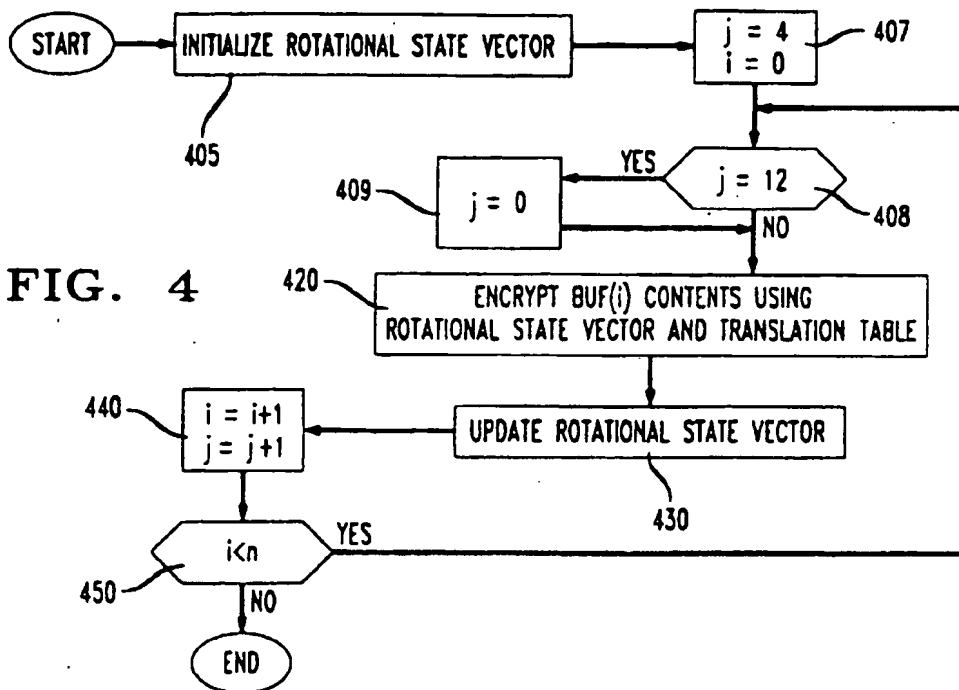 START
INITIALIZE ROTATIONAL STATE VECTOR
405
j = 4
i = 0
407
j = 12
408
YES
NO
409
j = 0
FIG. 4
420
ENCRYPT BUF(i) CONTENTS USING
ROTATIONAL STATE VECTOR AND TRANSLATION TABLE
UPDATE ROTATIONAL STATE VECTOR
430
440
i = i+1
j = j+1
i<n
450
YES
NO
END